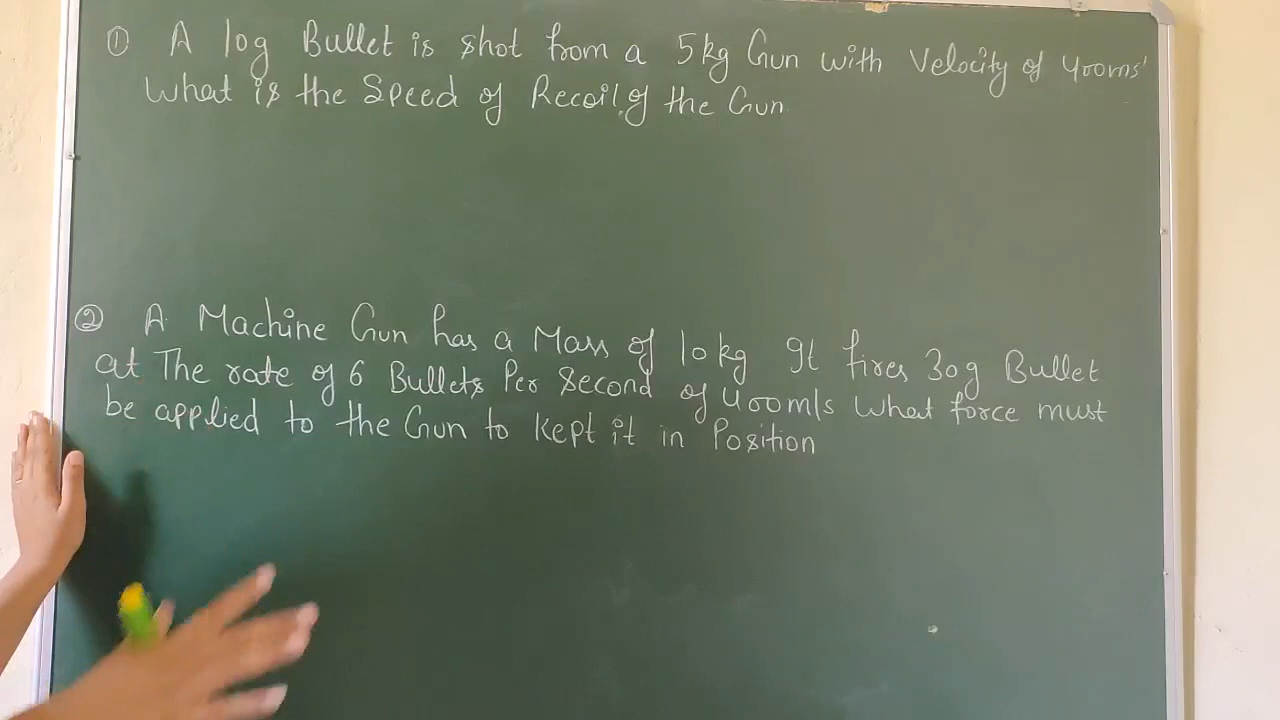 ① A 10g Bullet is shot from a 5kg Gun with Velocity of 400ms'
What is the Speed of Recoil of the Gun
② A Machine Gun has a Mass of 10kg It fires 30g Bullet
at The rate of 6 Bullets Per Second of 400m/s What force must
be applied to the Gun to kept it in Position